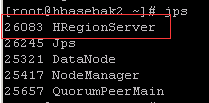 [root@hbasebak2 ~]# jps
26083 HRegionServer
26245 Jps
25321 DataNode
25417 NodeManager
25657 QuorumPeerMain